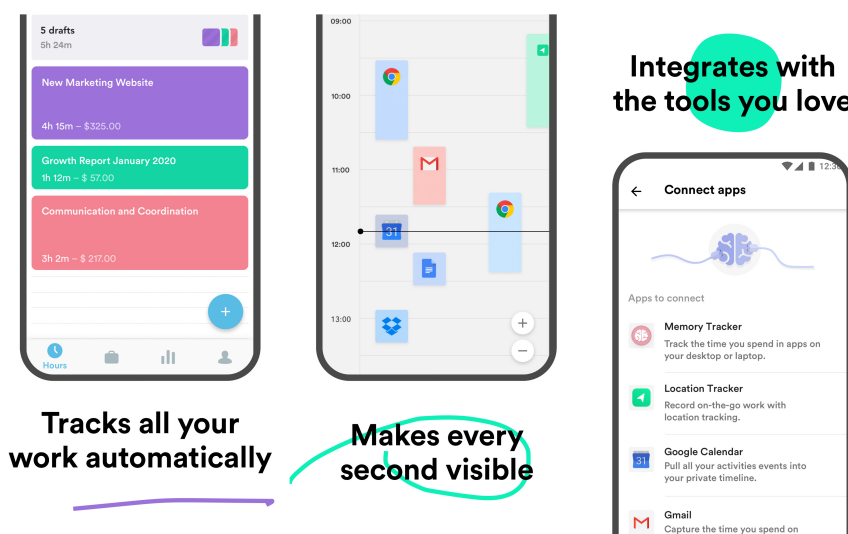 5 drafts
5h 24m
New Marketing Website
4h 15m – $325.00
Growth Report January 2020
1h 12m – $ 57.00
Communication and Coordination
3h 2m – $ 217.00
+
Hours
Tracks all your
work automatically
09:00
10:00
11:00
31
12:00
13:00
+
−
Makes every
second visible
Integrates with
the tools you love
12:30
Connect apps
Apps to connect
Memory Tracker
Track the time you spend in apps on
your desktop or laptop.
Location Tracker
Record on-the-go work with
location tracking.
31
Google Calendar
Pull all your activities events into
your private timeline.
Gmail
Capture the time you spend on